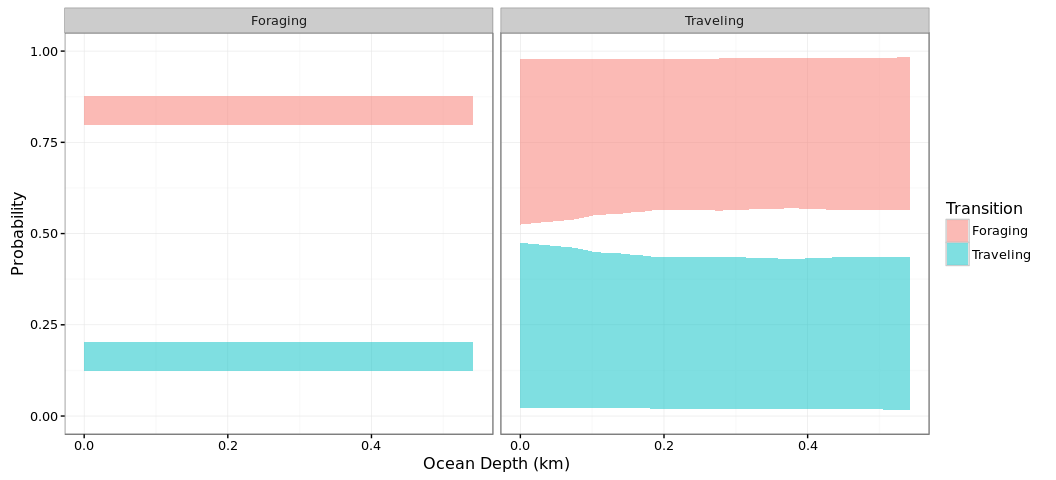 Foraging
Traveling
1.00
0.75
0.50
0.25
0.00
Probability
0.0 0.2 0.4
0.0 0.2 0.4
Ocean Depth (km)
Transition
Foraging
Traveling